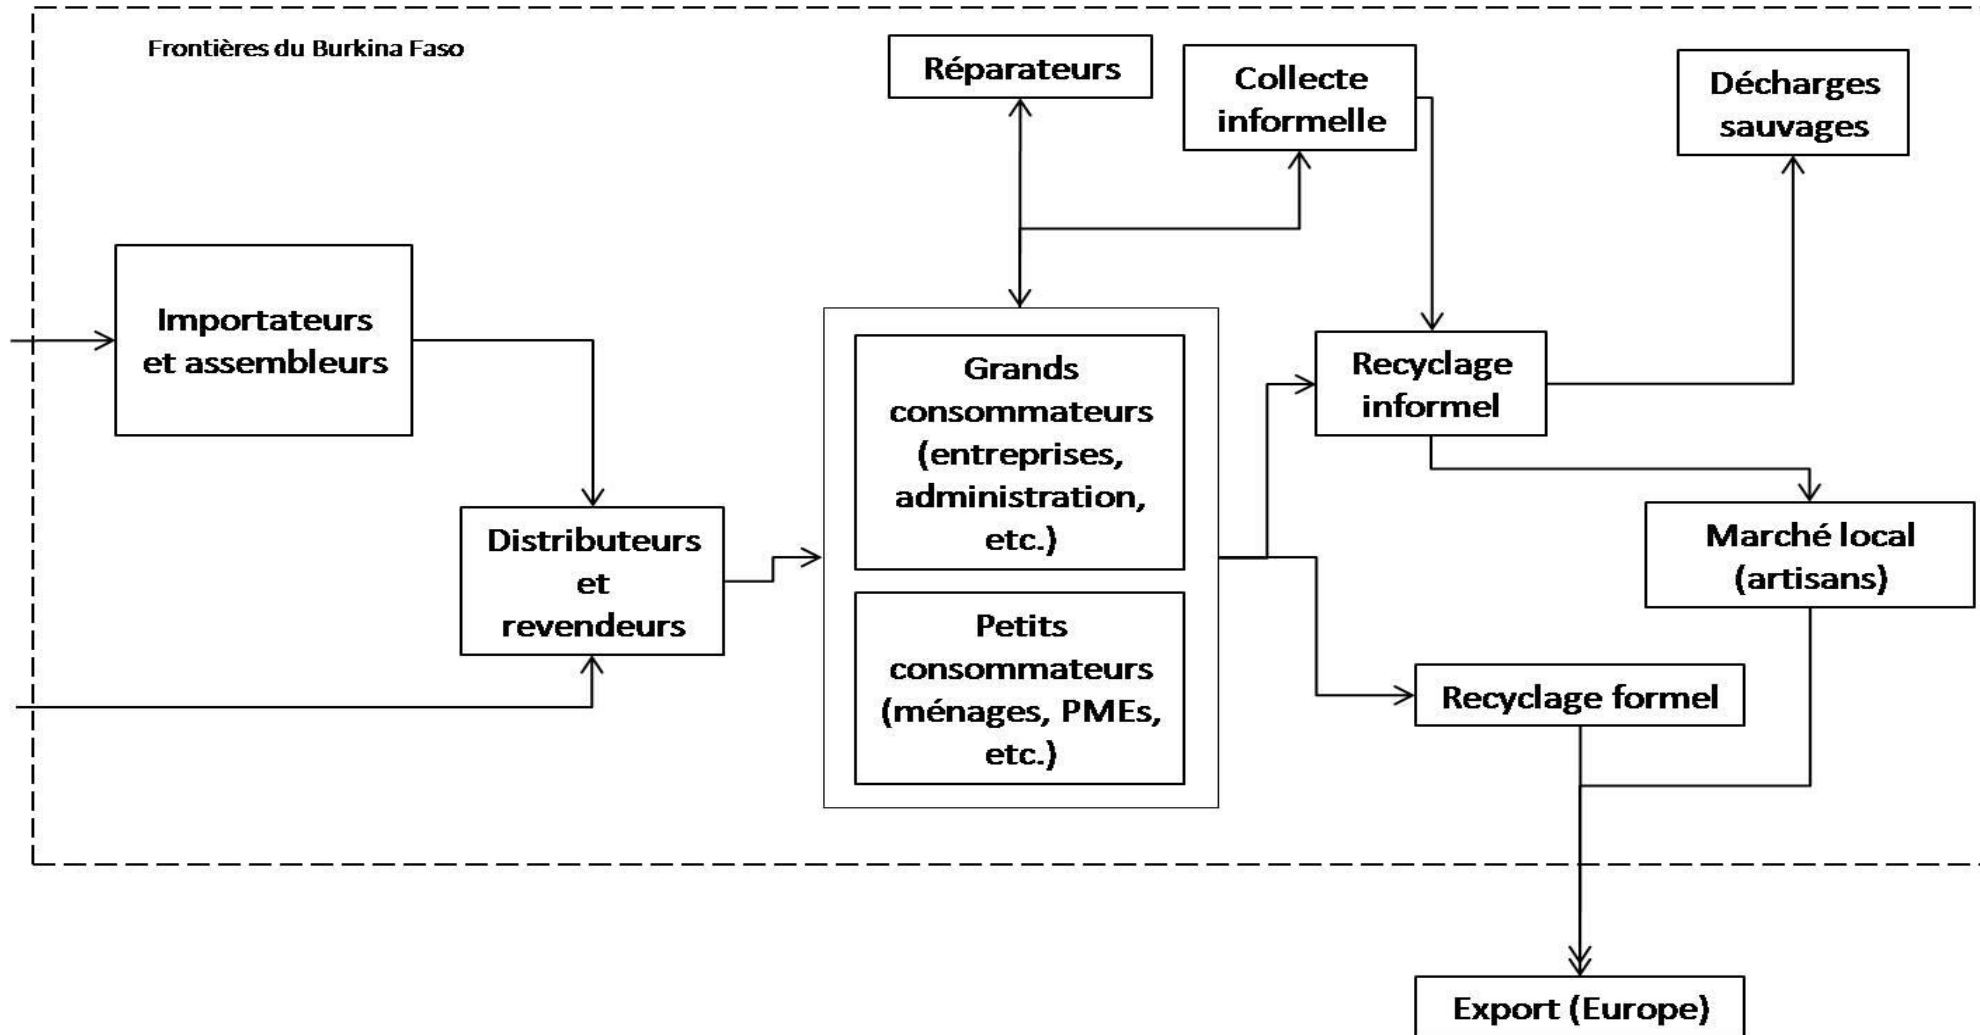 Frontières du Burkina Faso
Réparateurs
Collecte
informelle
Décharges
sauvages
Importateurs
et assembleurs
Grands
consommateurs
(entreprises,
administration,
etc.)
Recyclage
informel
Distributeurs
et
revendeurs
Marché local
(artisans)
Petits
consommateurs
(ménages, PMEs,
etc.)
Recyclage formel
Export (Europe)